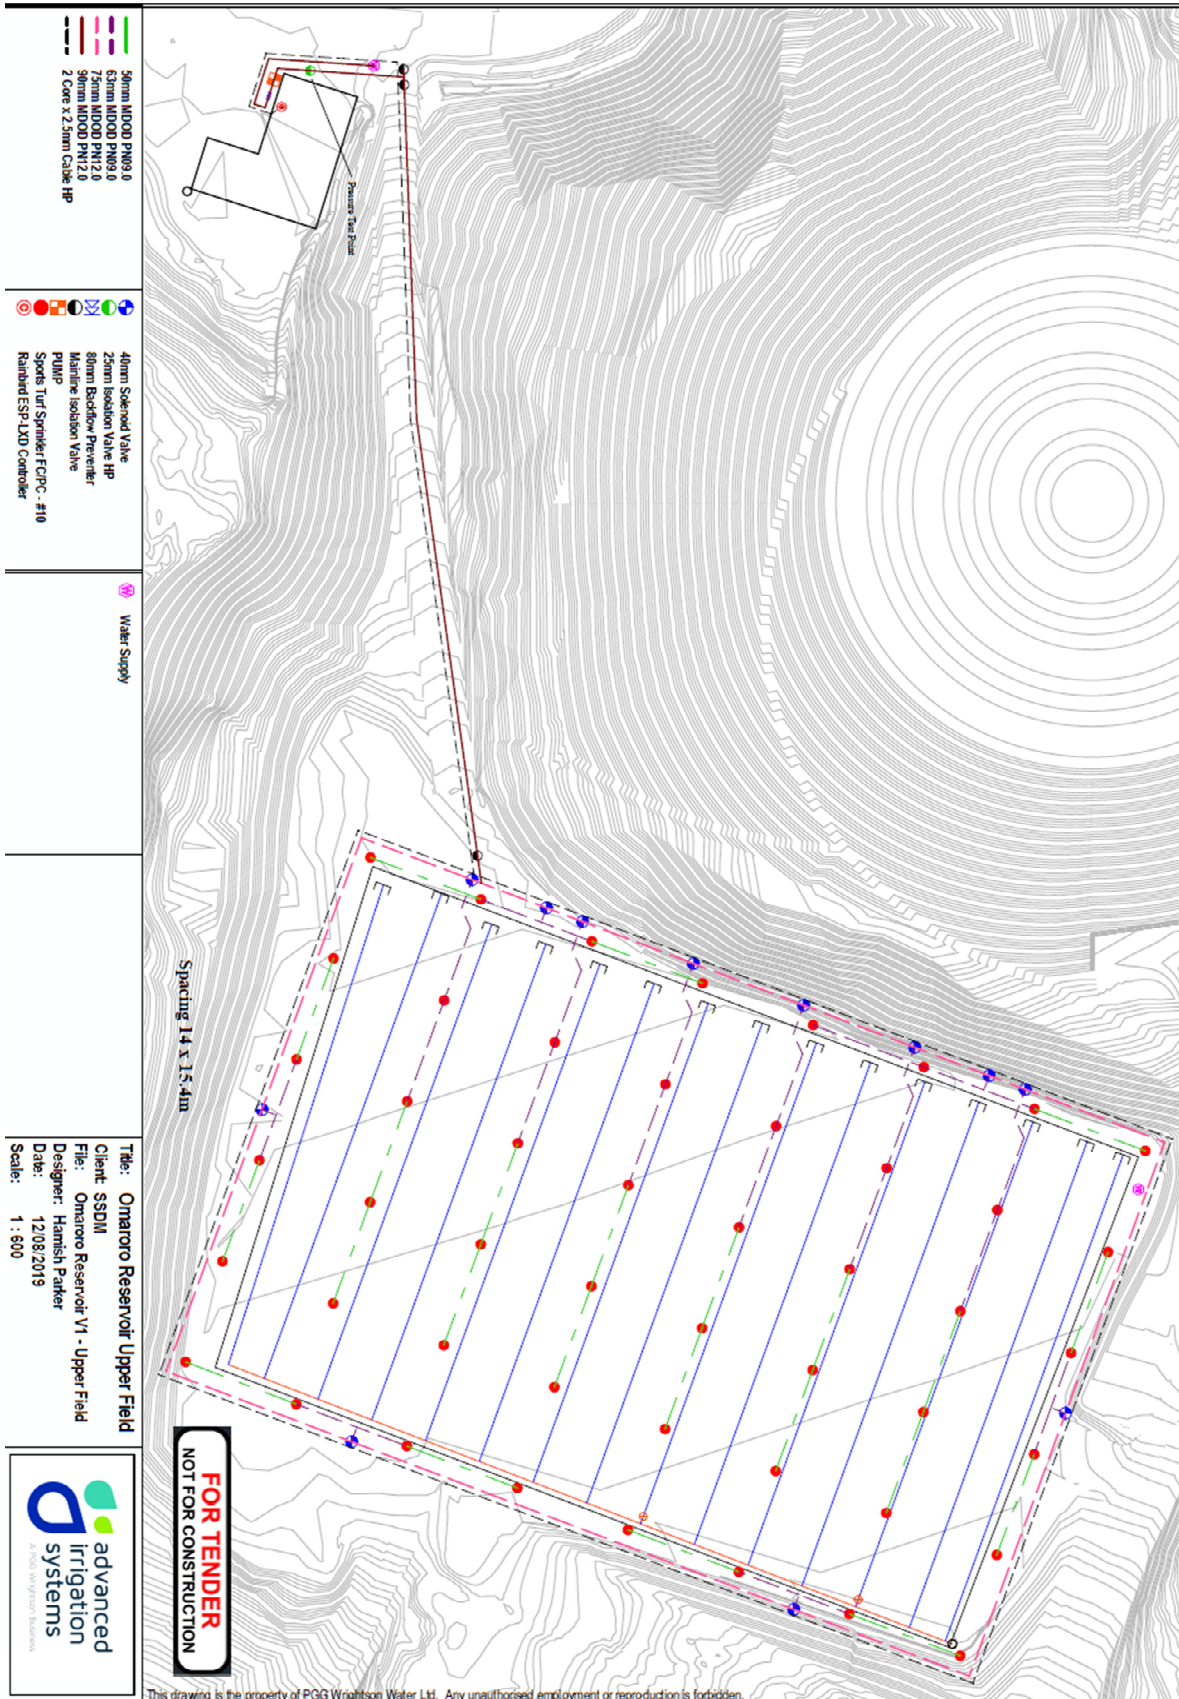 50mm MDOD PN09.0
63mm MDOD PN09.0
75mm MDOD PN12.0
90mm MDOD PN12.0
2 Core x 2.5mm Cable HP
40mm Solenoid Valve
25mm Isolation Valve HP
80mm Backflow Preventer
Mainline Isolation Valve
PUMP
Sports Turf Sprinkler FC/PC - #10
Rainbird ESP-LXD Controller
W Water Supply
Title: Omaroro Reservoir Upper Field
Client: SSDM
File: Omaroro Reservoir V1 - Upper Field
Designer: Hamish Parker
Date: 12/08/2019
Scale: 1 : 600
advanced
irrigation
systems
A PGG Wrightson Business
Pressure Test Point
Spacing 14 x 15.4m
FOR TENDER
NOT FOR CONSTRUCTION
This drawing is the property of PGG Wrightson Water Ltd. Any unauthorised employment or reproduction is forbidden.